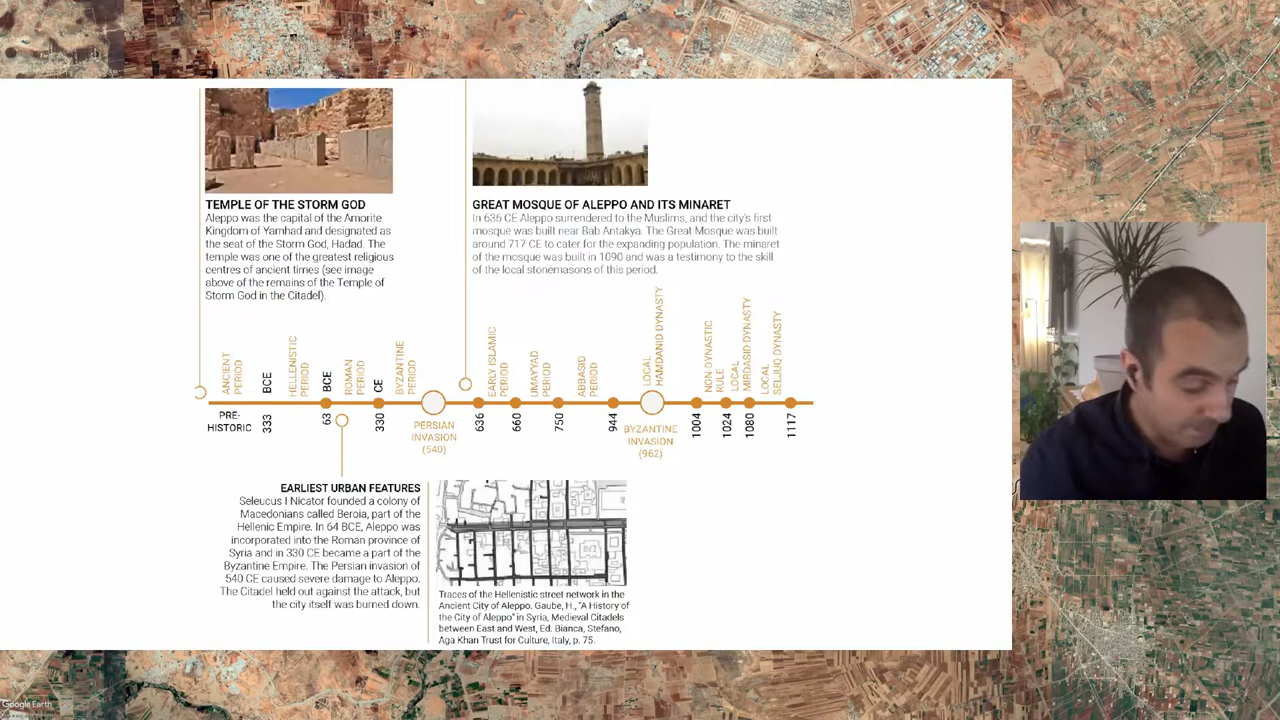 TEMPLE OF THE STORM GOD
Aleppo was the capital of the Amorite
Kingdom of Yamhad and designated as
the seat of the Storm God, Hadad. The
temple was one of the greatest religious
centres of ancient times (see image
above of the remains of the Temple of
Storm God in the Citadel).
GREAT MOSQUE OF ALEPPO AND ITS MINARET
In 636 CE Aleppo surrendered to the Muslims, and the city's first
mosque was built near Bab Antakya. The Great Mosque was built
around 717 CE to cater for the expanding population. The minaret
of the mosque was built in 1090 and was a testimony to the skill
of the local stonemasons of this period.
ANCIENT
PERIOD
BCE
HELLENISTIC
PERIOD
BCE
ROMAN
PERIOD
CE
BYZANTINE
PERIOD
EARLY ISLAMIC
PERIOD
UMAYYAD
PERIOD
ABBASID
PERIOD
LOCAL
HAMDANID DYNASTY
NON-DYNASTIC
RULE
LOCAL
MIRDASID DYNASTY
LOCAL
SELJUQ DYNASTY
PRE-
HISTORIC
333
63
330
PERSIAN
INVASION
(540)
636
660
750
944
BYZANTINE
INVASION
(962)
1004
1024
1080
1117
EARLIEST URBAN FEATURES
Seleucus I Nicator founded a colony of
Macedonians called Beroia, part of the
Hellenic Empire. In 64 BCE, Aleppo was
incorporated into the Roman province of
Syria and in 330 CE became a part of the
Byzantine Empire. The Persian invasion of
540 CE caused severe damage to Aleppo.
The Citadel held out against the attack, but
the city itself was burned down.
Traces of the Hellenistic street network in the
Ancient City of Aleppo. Gaube, H., "A History of
the City of Aleppo" in Syria, Medieval Citadels
between East and West, Ed. Bianca, Stefano,
Aga Khan Trust for Culture, Italy, p. 75.
Google Earth